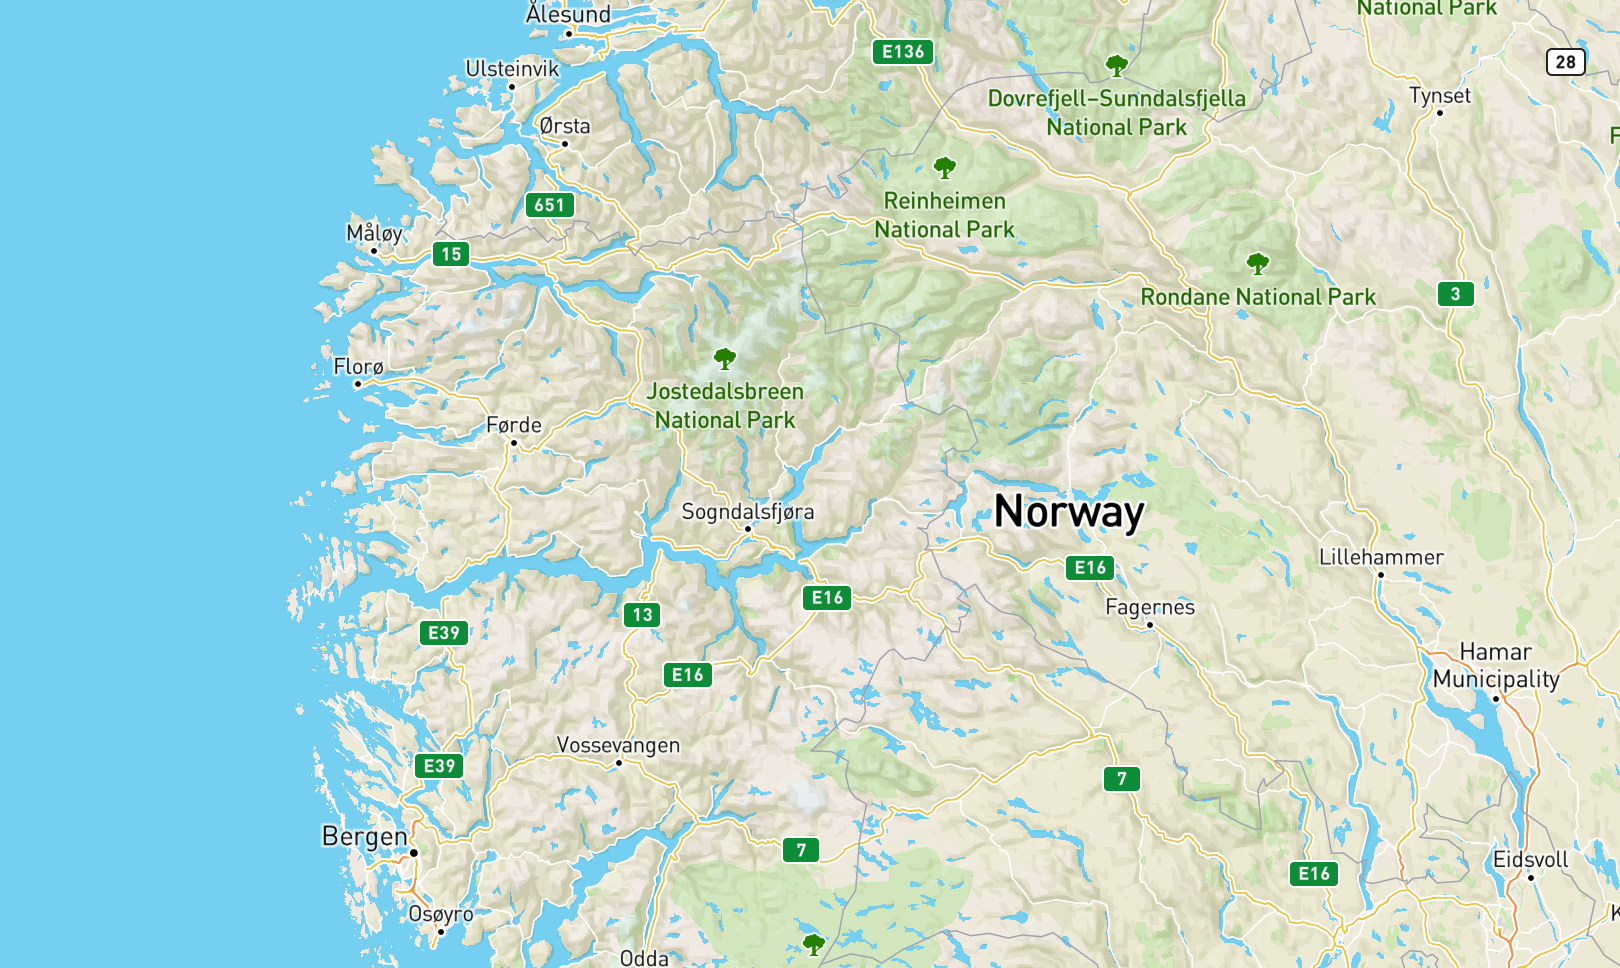 Ålesund
National Park
E136
28
Ulsteinvik
Dovrefjell–Sunndalsfjella
National Park
Tynset
Ørsta
F
Reinheimen
National Park
651
Måløy
15
Rondane National Park
3
Florø
Jostedalsbreen
National Park
Førde
Sogndalsfjøra
Norway
Lillehammer
E16
E16
Fagernes
13
E39
Hamar
Municipality
E16
Vossevangen
E39
7
Bergen
7
Eidsvoll
E16
Osøyro
K
Odda